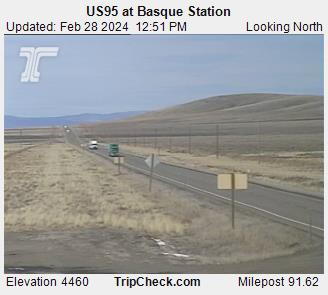 US95 at Basque Station
Updated: Feb 28 2024 12:51 PM Looking North
Elevation 4460 TripCheck.com Milepost 91.62